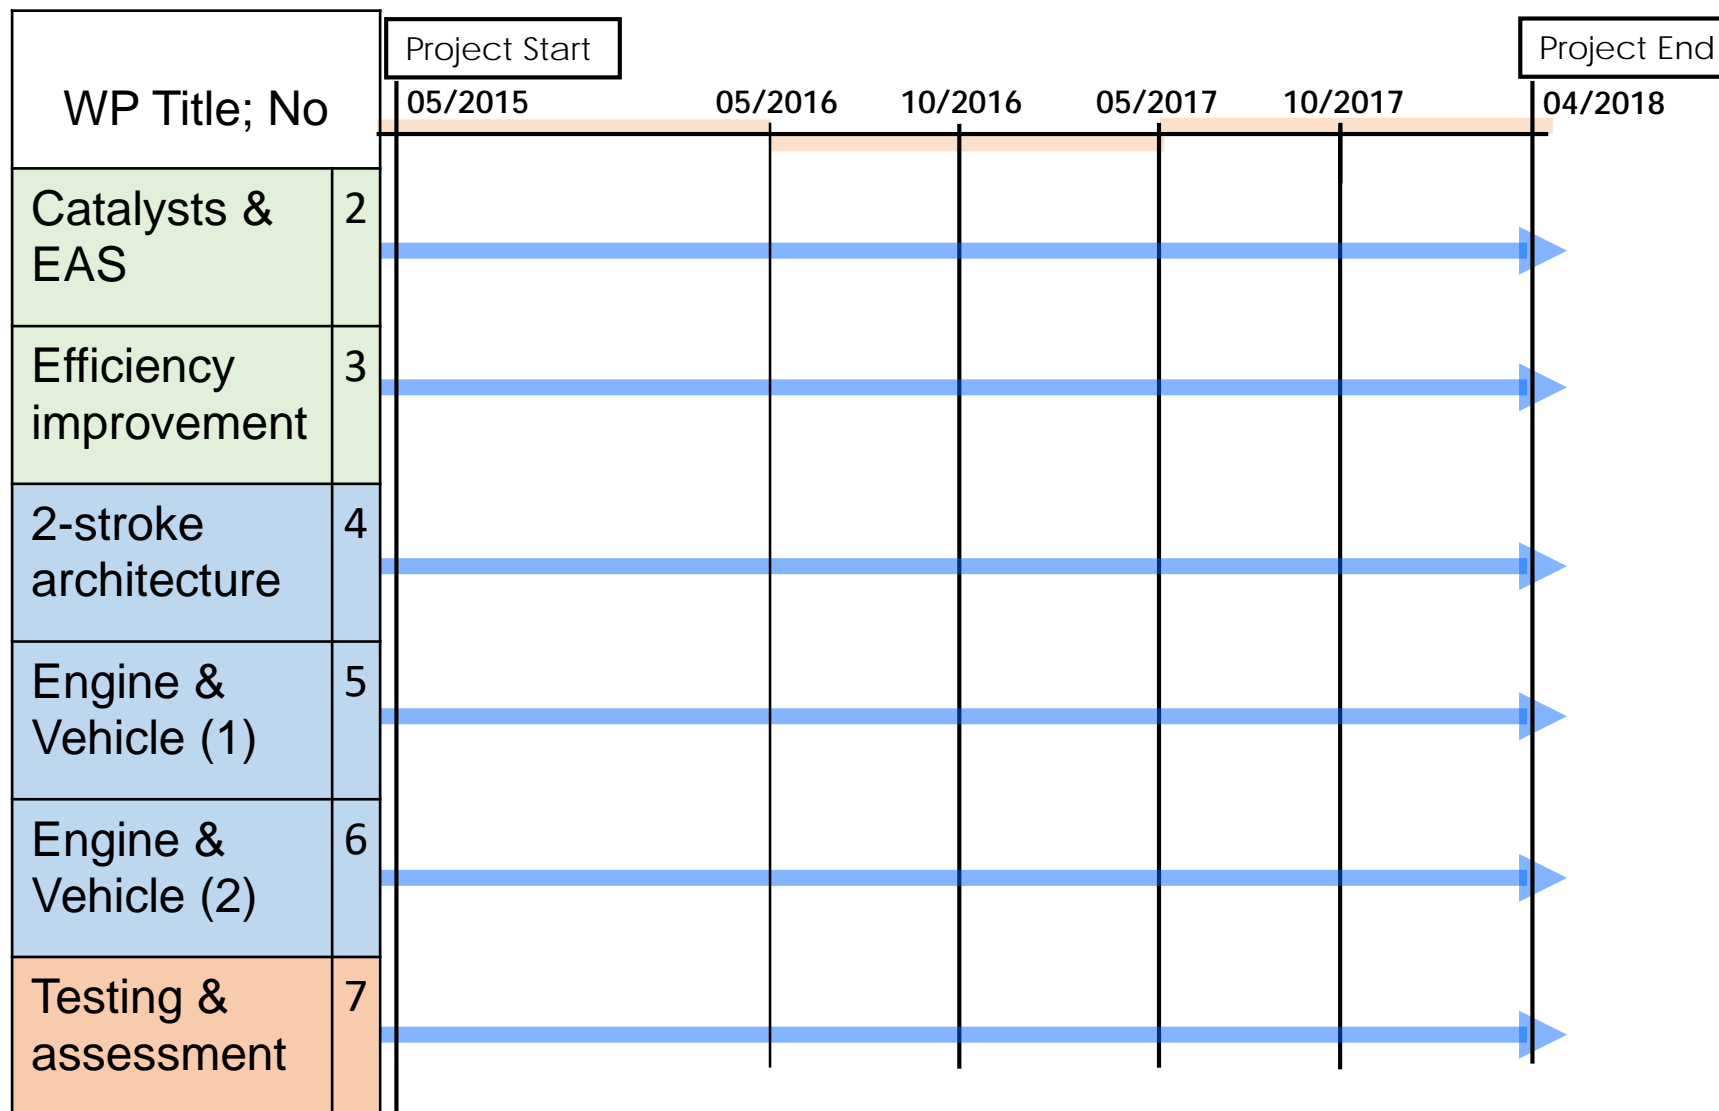 Project Start
Project End
WP Title; No
05/2015
05/2016
10/2016
05/2017
10/2017
04/2018
Catalysts &
EAS
2
Efficiency
improvement
3
2-stroke
architecture
4
Engine &
Vehicle (1)
5
Engine &
Vehicle (2)
6
Testing &
assessment
7